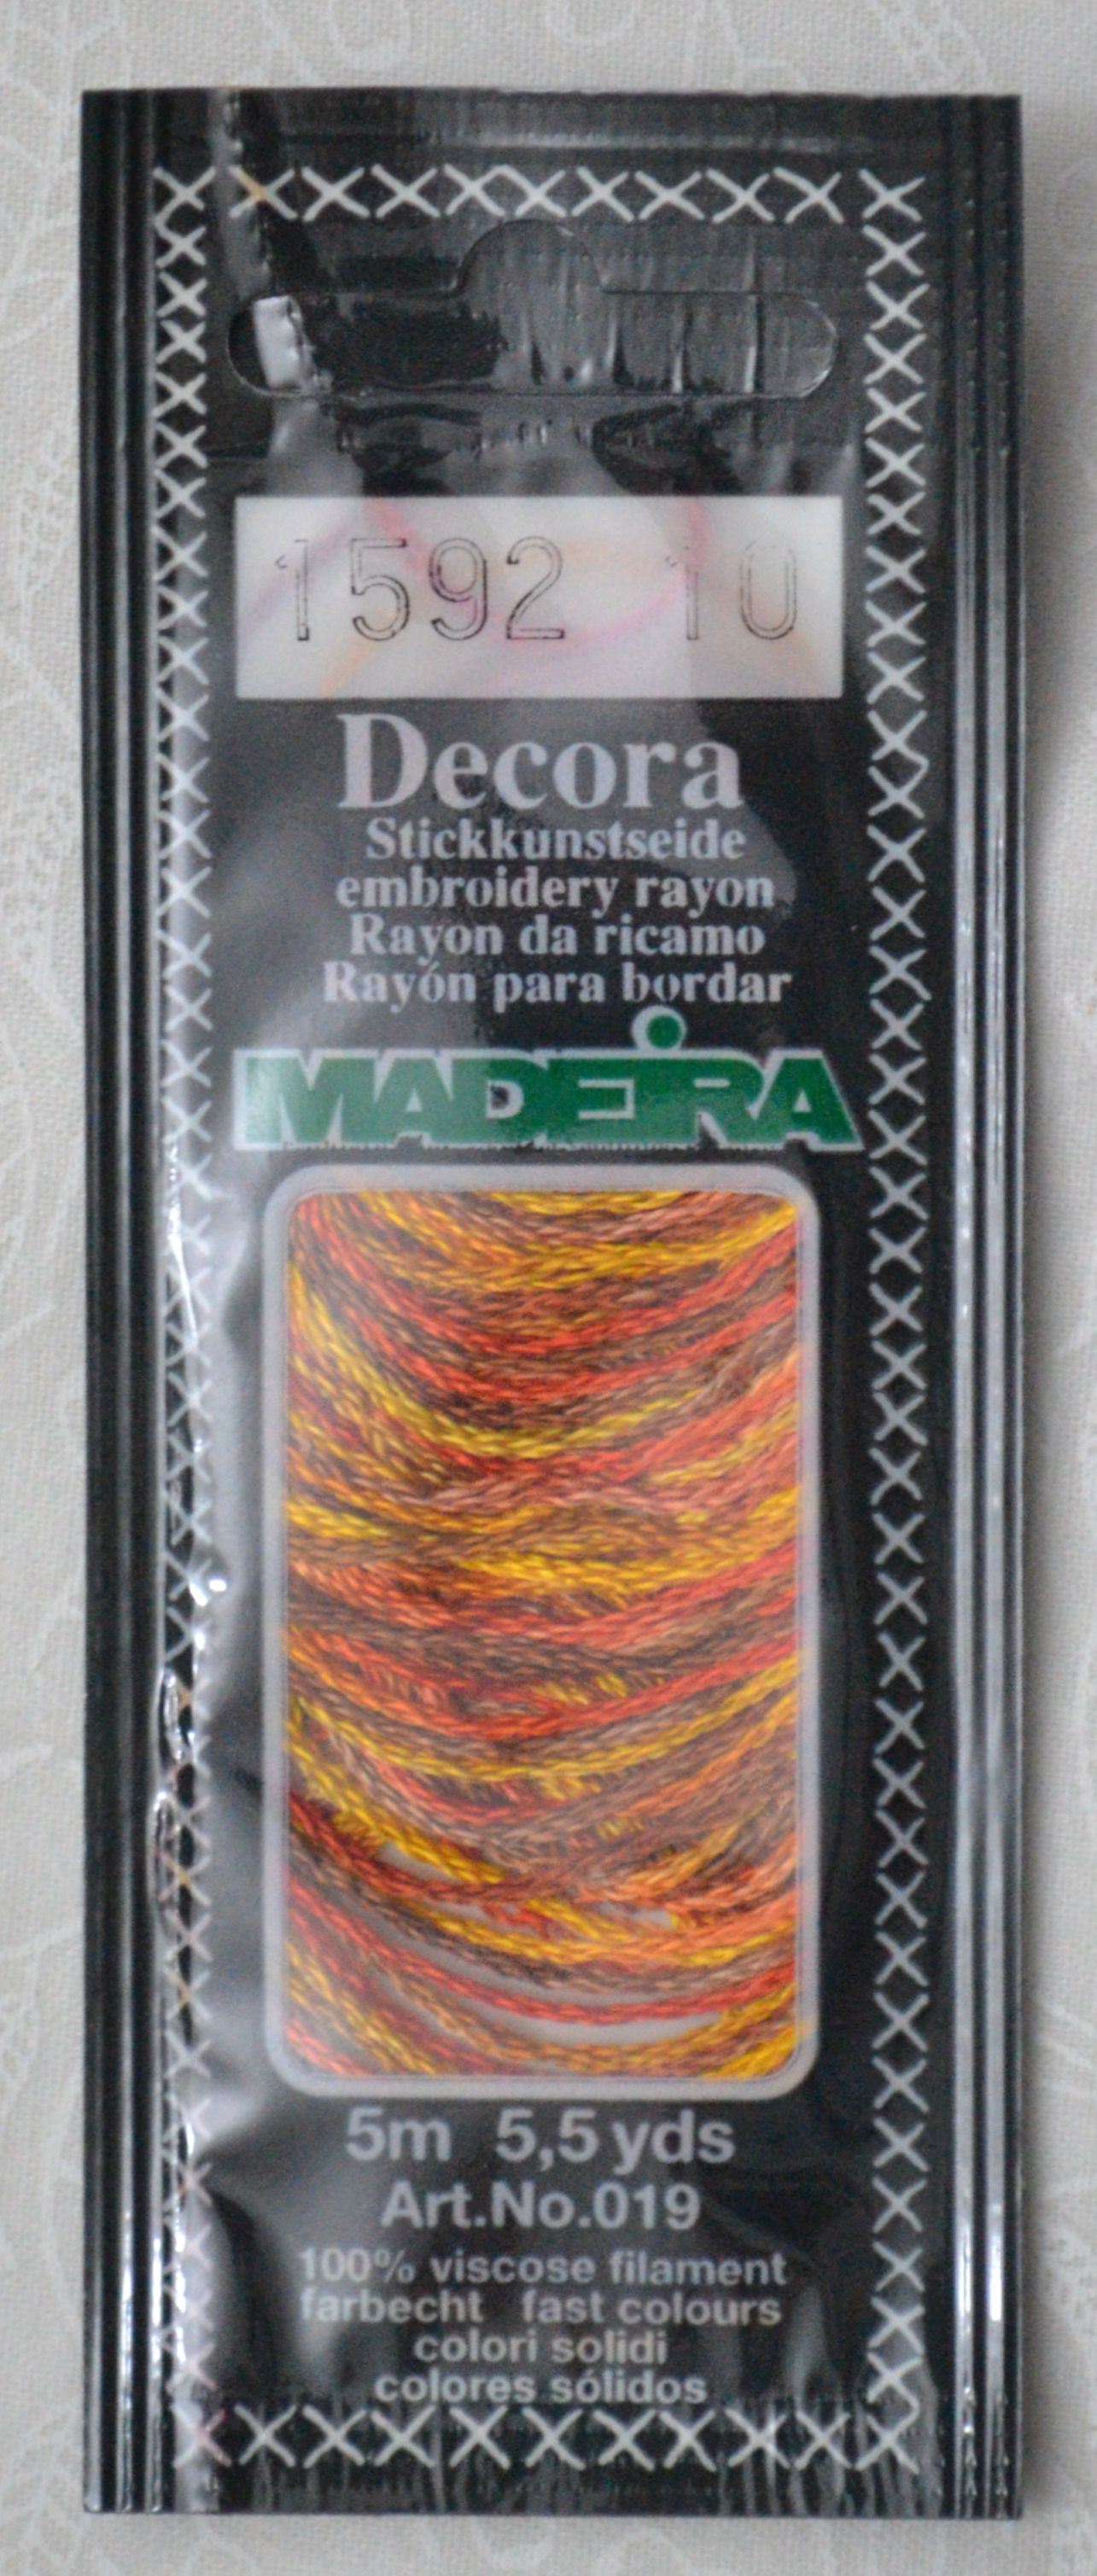 1592 10
Decora
Stickkunstseide
embroidery rayon
Rayon da ricamo
Rayón para bordar
MADEIRA
5m 5,5 yds
Art.No.019
100% viscose filament
farbecht fast colours
colori solidi
colores sólidos